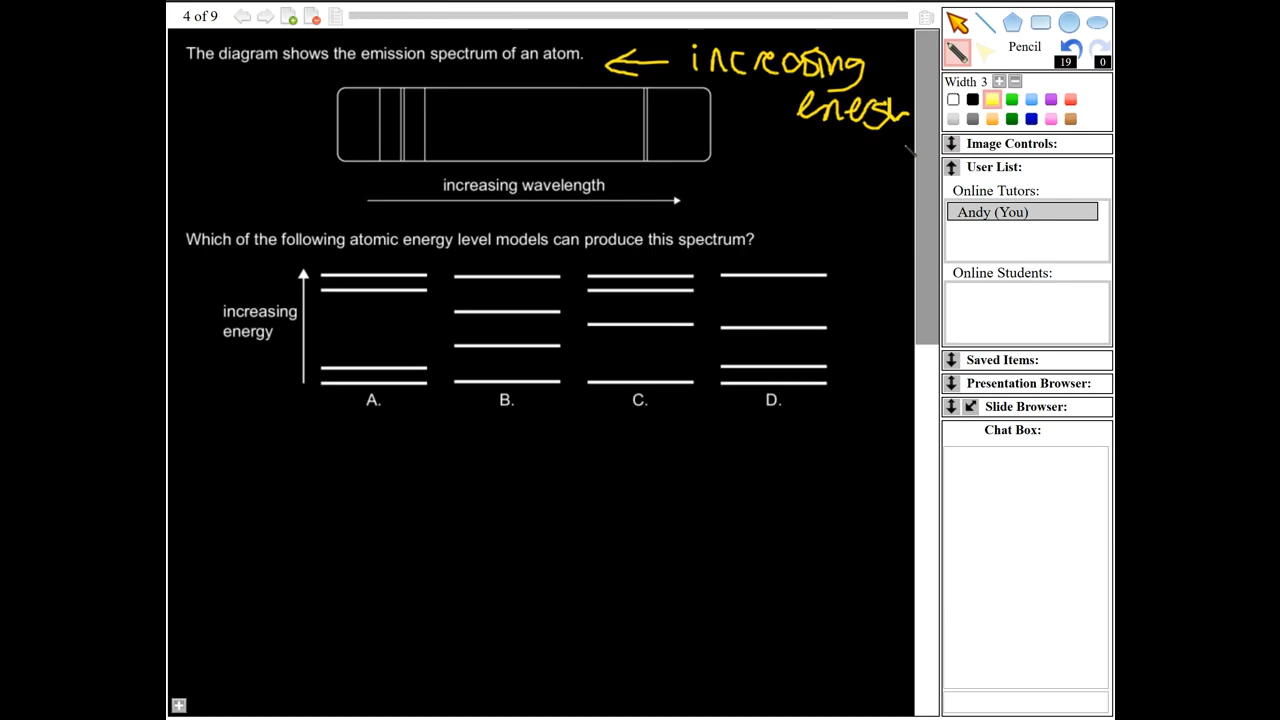 4 of 9
The diagram shows the emission spectrum of an atom.
← increasing
energy
increasing wavelength
Which of the following atomic energy level models can produce this spectrum?
increasing
energy
A. B. C. D.
Pencil
19 0
Width 3
Image Controls:
User List:
Online Tutors:
Andy (You)
Online Students:
Saved Items:
Presentation Browser:
Slide Browser:
Chat Box: